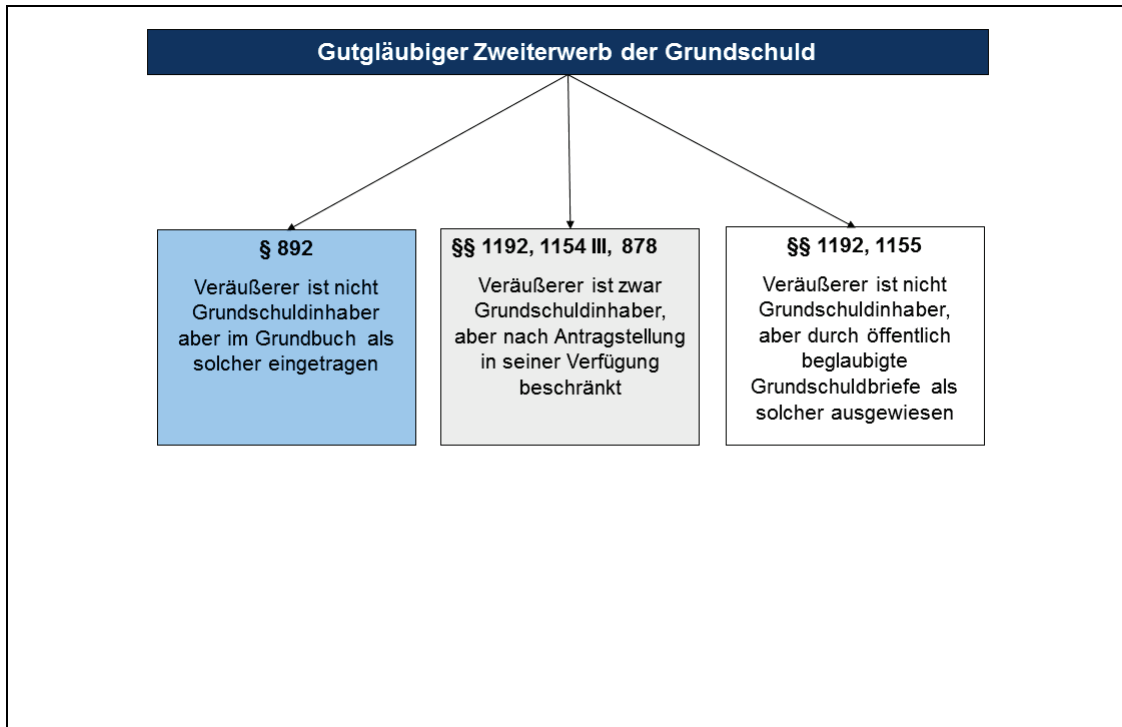 Gutgläubiger Zweiterwerb der Grundschuld
§ 892
Veräußerer ist nicht
Grundschuldinhaber
aber im Grundbuch als
solcher eingetragen
§§ 1192, 1154 III, 878
Veräußerer ist zwar
Grundschuldinhaber,
aber nach Antragstellung
in seiner Verfügung
beschränkt
§§ 1192, 1155
Veräußerer ist nicht
Grundschuldinhaber,
aber durch öffentlich
beglaubigte
Grundschuldbriefe als
solcher ausgewiesen